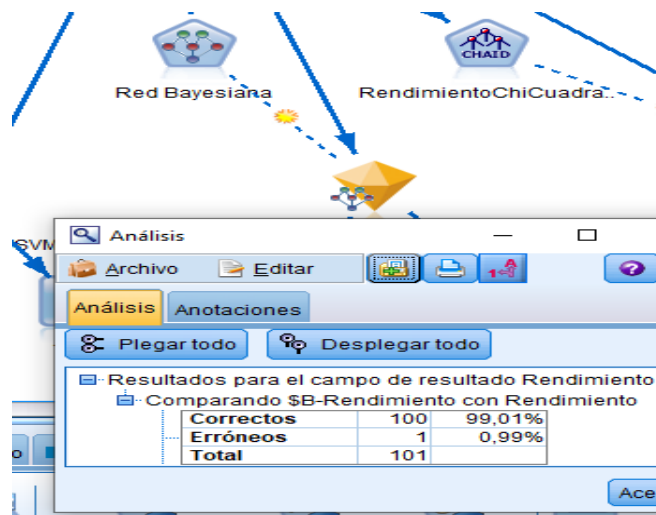 CHAID
Red Bayesiana
RendimientoChiCuadra..
SVM
Análisis
Archivo
Editar
Análisis
Anotaciones
Plegar todo
Desplegar todo
Resultados para el campo de resultado Rendimiento
Comparando $B-Rendimiento con Rendimiento
Correctos 100 99,01%
Erróneos 1 0,99%
Total 101
o
Ace